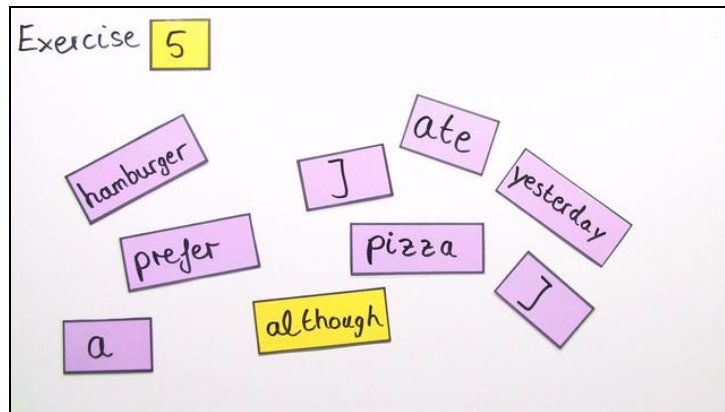 Exercise 5
ate
hamburger
I
yesterday
prefer
pizza
I
although
a